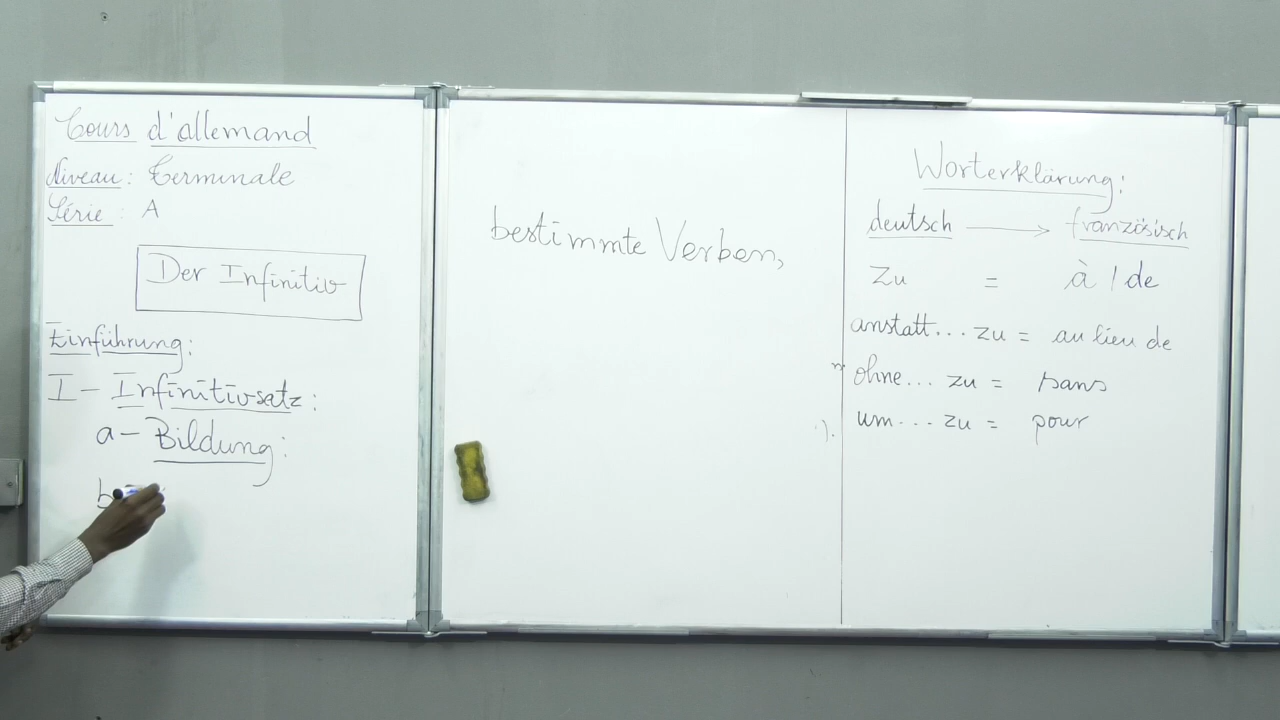 Cours d'allemand
Niveau : Terminale
Série : A
Der Infinitiv
Einführung:
I - Infinitivsatz:
a - Bildung:
b
bestimmte Verben,
Worterklärung:
deutsch → französisch
Zu = à / de
anstatt... zu = au lieu de
ohne... zu = sans
um... zu = pour